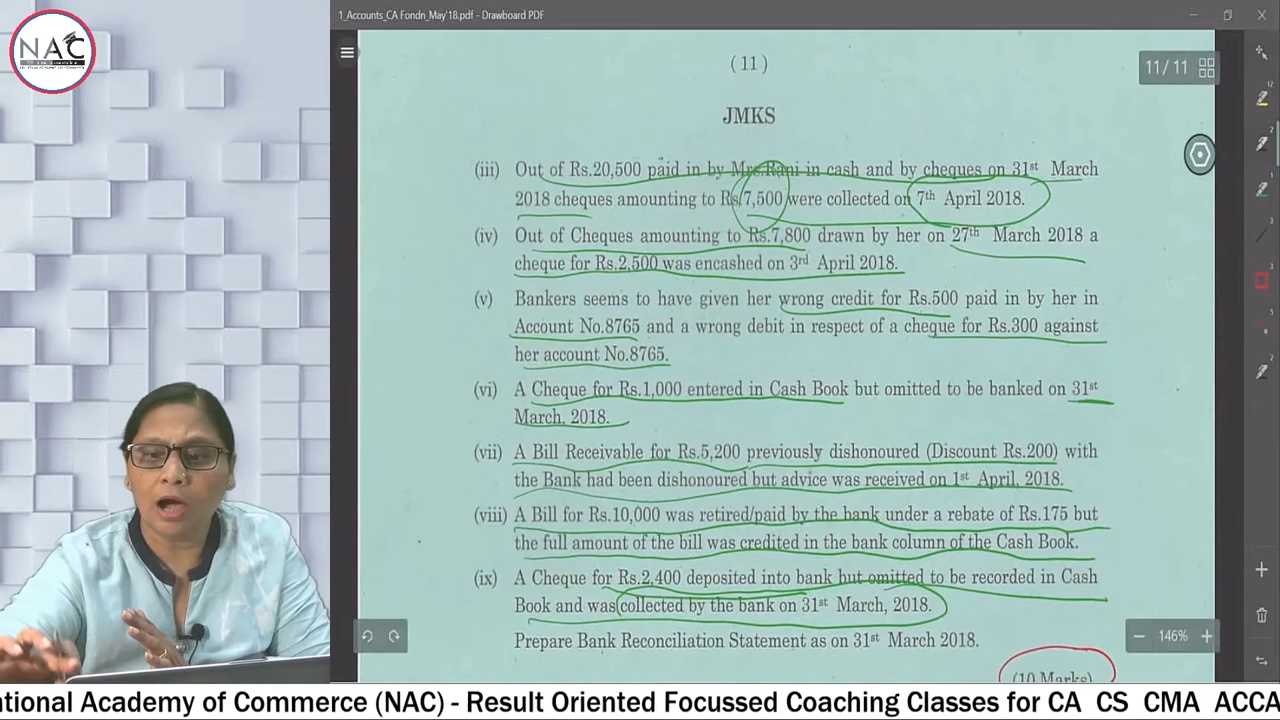 NAC
1_Accounts_CA Fondn_May'18.pdf - Drawboard PDF
( 11 )
11 / 11
JMKS
(iii) Out of Rs.20,500 paid in by Mrs.Rani in cash and by cheques on 31st March
2018 cheques amounting to Rs.7,500 were collected on 7th April 2018.
(iv) Out of Cheques amounting to Rs.7,800 drawn by her on 27th March 2018 a
cheque for Rs.2,500 was encashed on 3rd April 2018.
(v) Bankers seems to have given her wrong credit for Rs.500 paid in by her in
Account No.8765 and a wrong debit in respect of a cheque for Rs.300 against
her account No.8765.
(vi) A Cheque for Rs.1,000 entered in Cash Book but omitted to be banked on 31st
March, 2018.
(vii) A Bill Receivable for Rs.5,200 previously dishonoured (Discount Rs.200) with
the Bank had been dishonoured but advice was received on 1st April, 2018.
(viii) A Bill for Rs.10,000 was retired/paid by the bank under a rebate of Rs.175 but
the full amount of the bill was credited in the bank column of the Cash Book.
(ix) A Cheque for Rs.2,400 deposited into bank but omitted to be recorded in Cash
Book and was collected by the bank on 31st March, 2018.
Prepare Bank Reconciliation Statement as on 31st March 2018.
146%
(10 Marks)
ational Academy of Commerce (NAC) - Result Oriented Focussed Coaching Classes for CA CS CMA ACCA